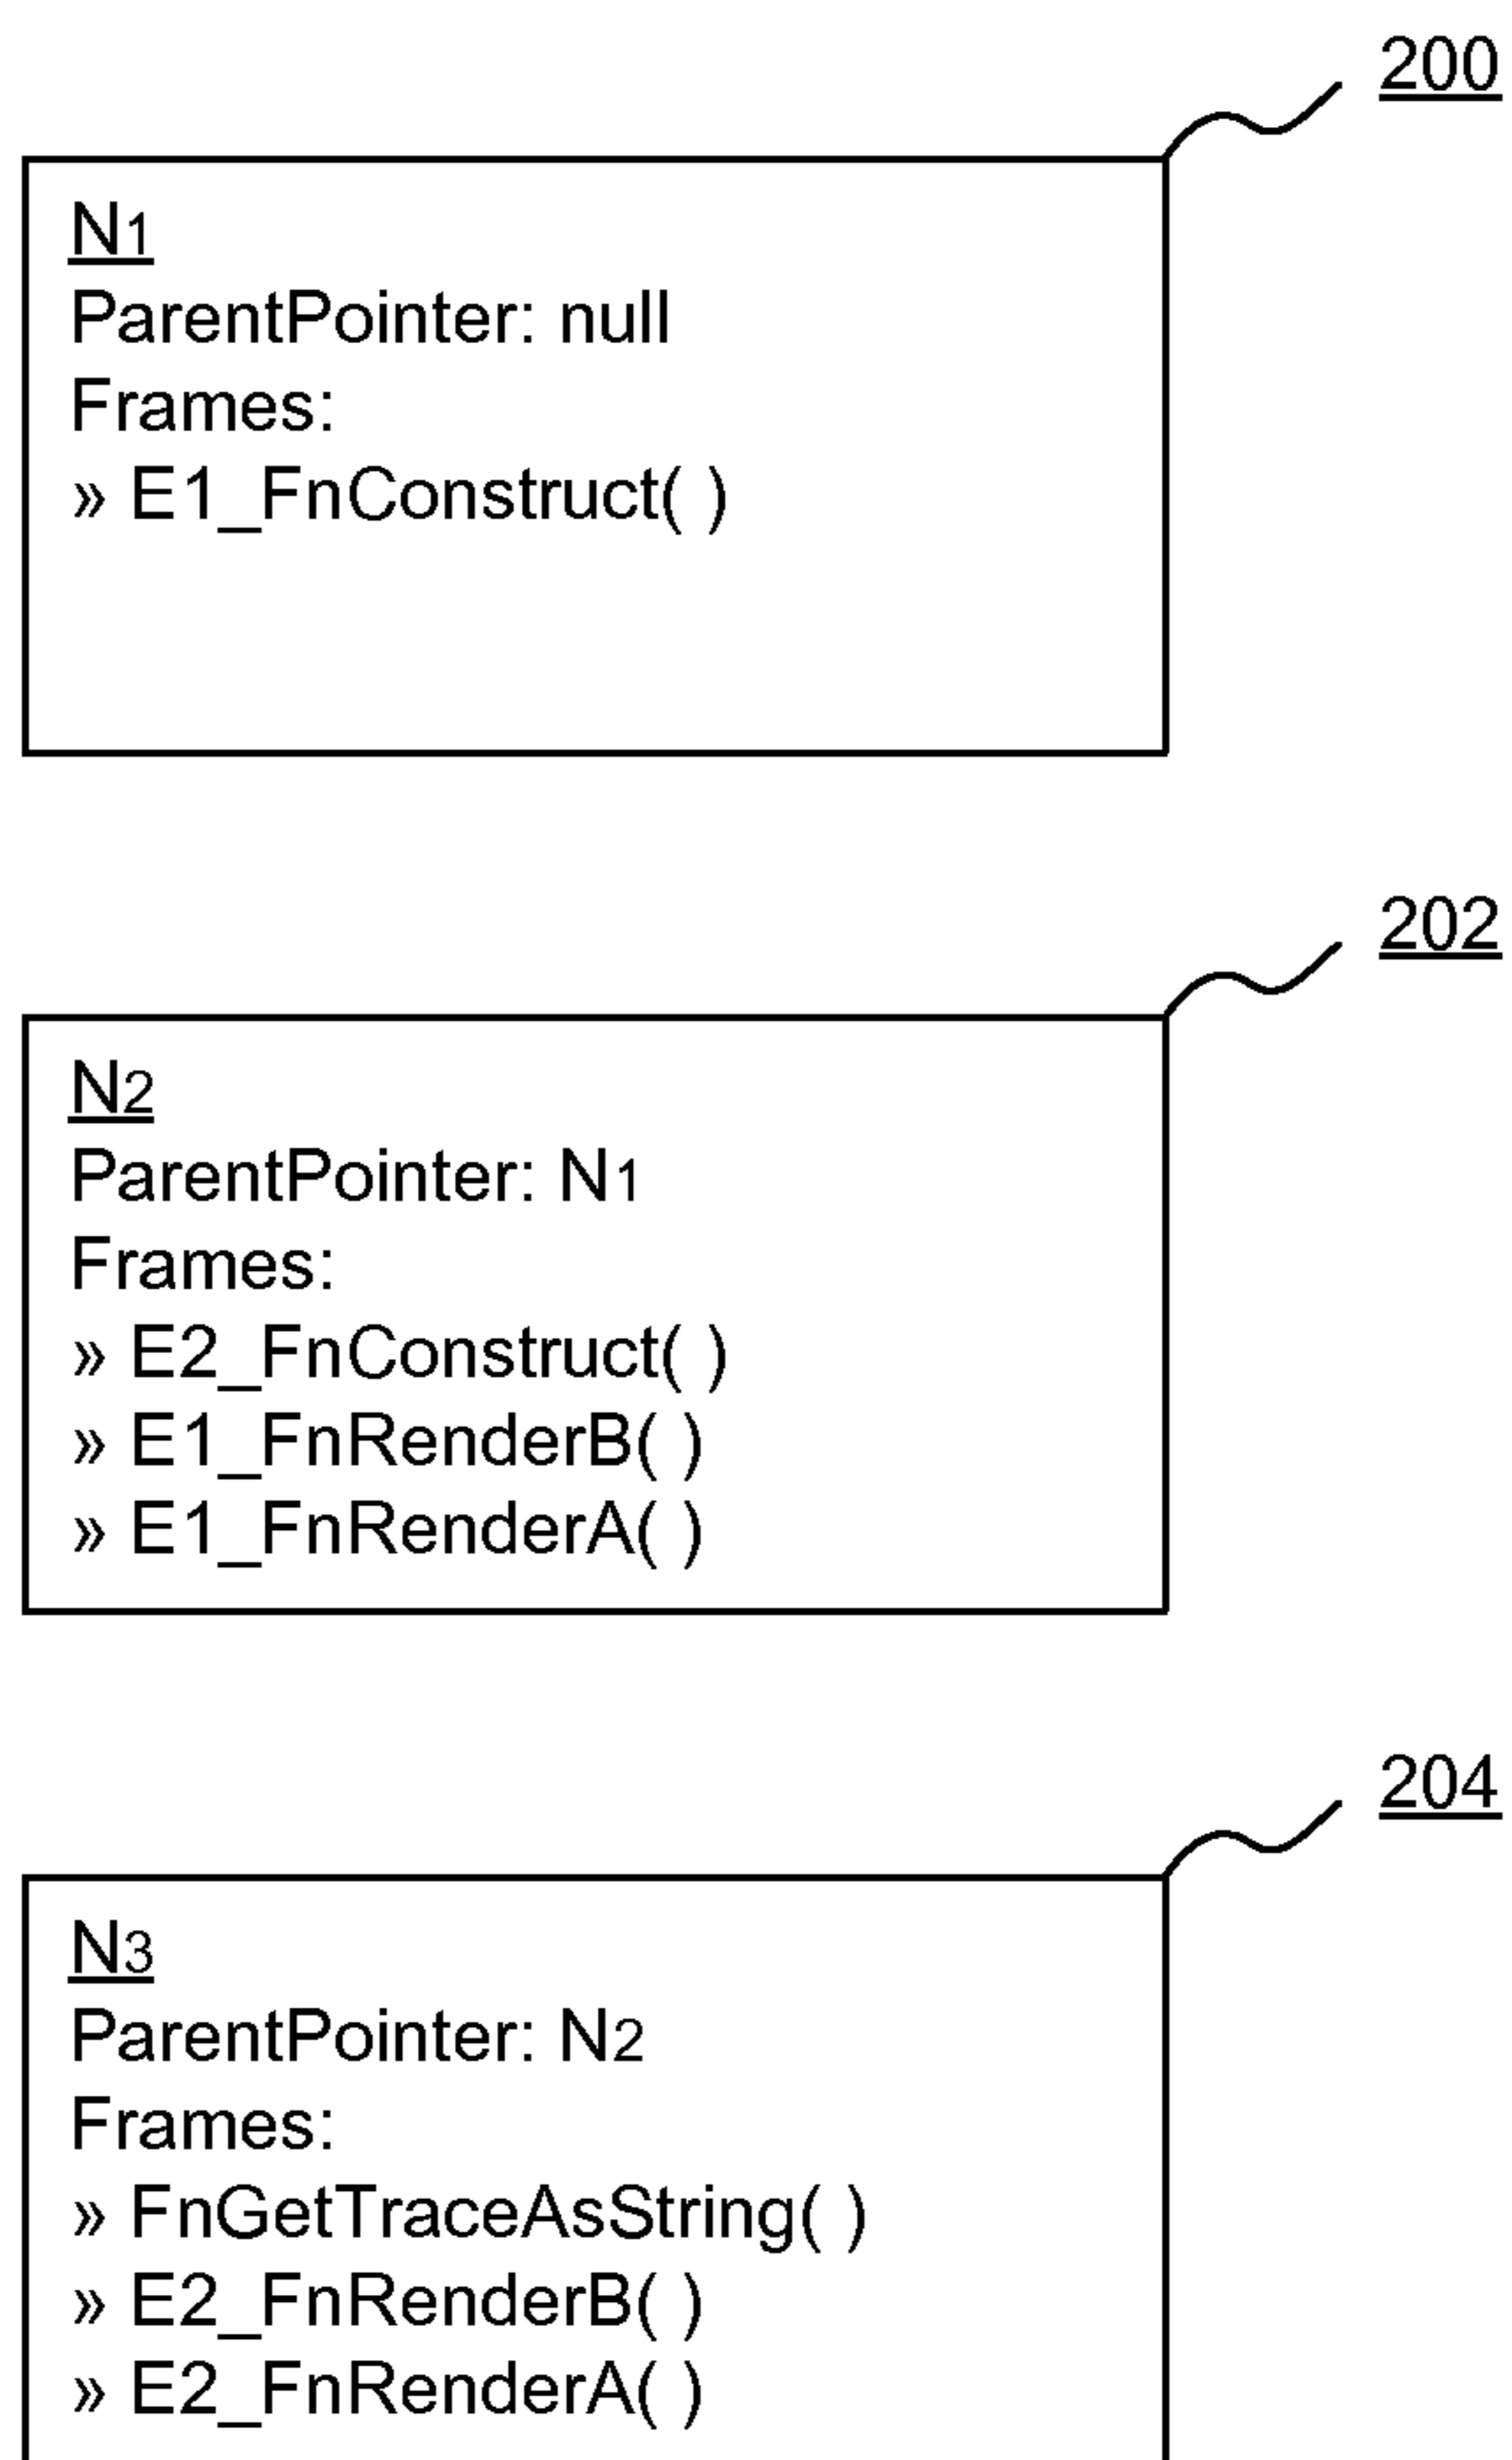 200
N1
ParentPointer: null
Frames:
» E1_FnConstruct( )
202
N2
ParentPointer: N1
Frames:
» E2_FnConstruct( )
» E1_FnRenderB( )
» E1_FnRenderA( )
204
N3
ParentPointer: N2
Frames:
» FnGetTraceAsString( )
» E2_FnRenderB( )
» E2_FnRenderA( )